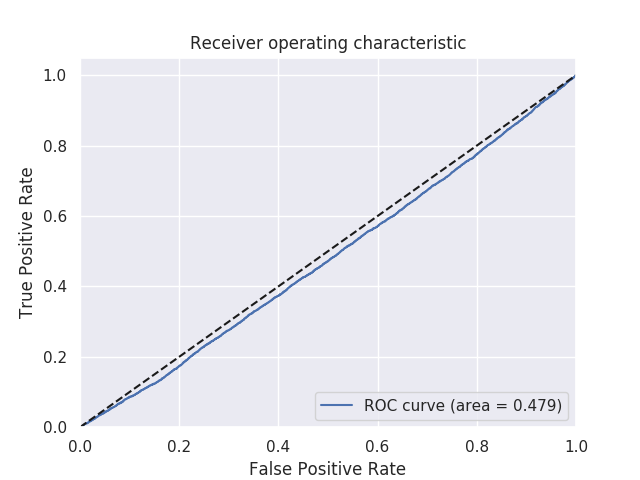 Receiver operating characteristic
1.0
0.8
0.6
0.4
0.2
0.0
True Positive Rate
ROC curve (area = 0.479)
0.0 0.2 0.4 0.6 0.8 1.0
False Positive Rate